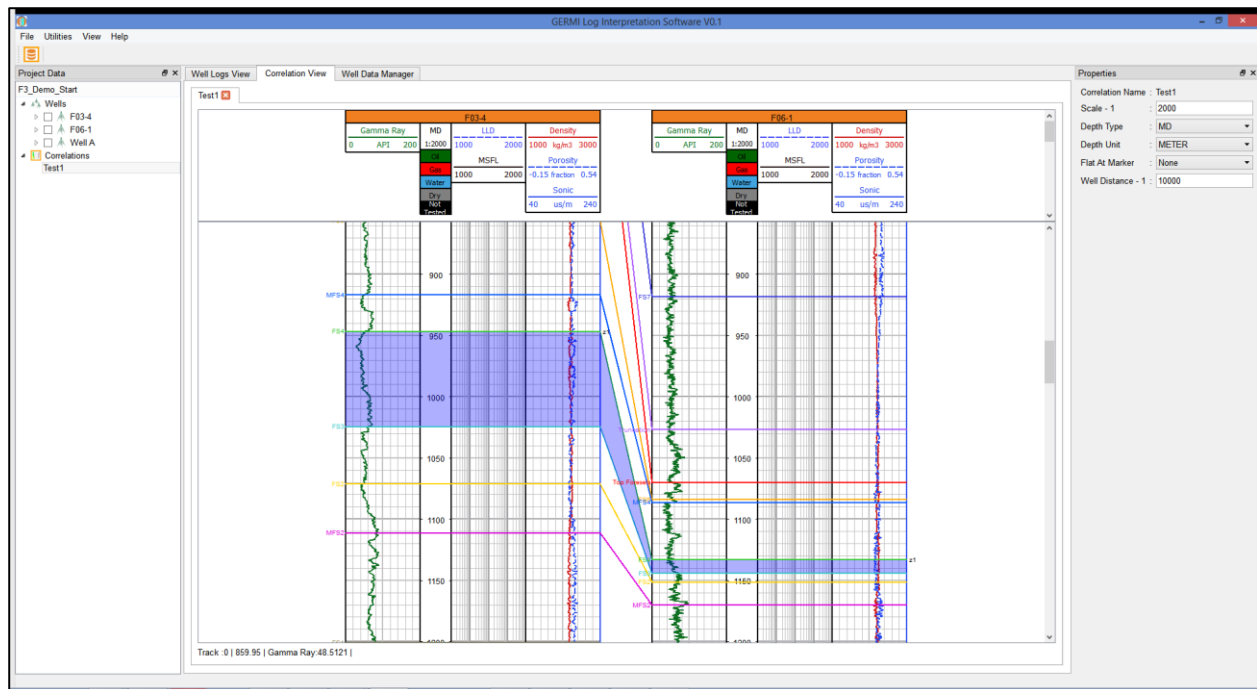 GERMI Log Interpretation Software V0.1
File Utilities View Help
Project Data
F3_Demo_Start
Wells
F03-4
F06-1
Well A
Correlations
Test1
Well Logs View Correlation View Well Data Manager
Test1
F03-4 F06-1
Gamma Ray MD LLD Density Gamma Ray MD LLD Density
0 API 200 1:2000 1000 2000 1000 kg/m3 3000 0 API 200 1:2000 1000 2000 1000 kg/m3 3000
Oil MSFL Porosity Oil MSFL Porosity
Gas 1000 2000 -0.15 fraction 0.54 Gas 1000 2000 -0.15 fraction 0.54
Water Sonic Water Sonic
Dry 40 us/m 240 Dry 40 us/m 240
Not Tested Not Tested
900 900
MFS4 FS7
950 950
FS4 z1
1000 1000
FS3
1050 1050
Top Foresets
MFS4
1100 1100
MFS2
z1
1150 1150
MFS2
Track :0 | 859.95 | Gamma Ray:48.5121 |
Properties
Correlation Name : Test1
Scale - 1 : 2000
Depth Type : MD
Depth Unit : METER
Flat At Marker : None
Well Distance - 1 : 10000